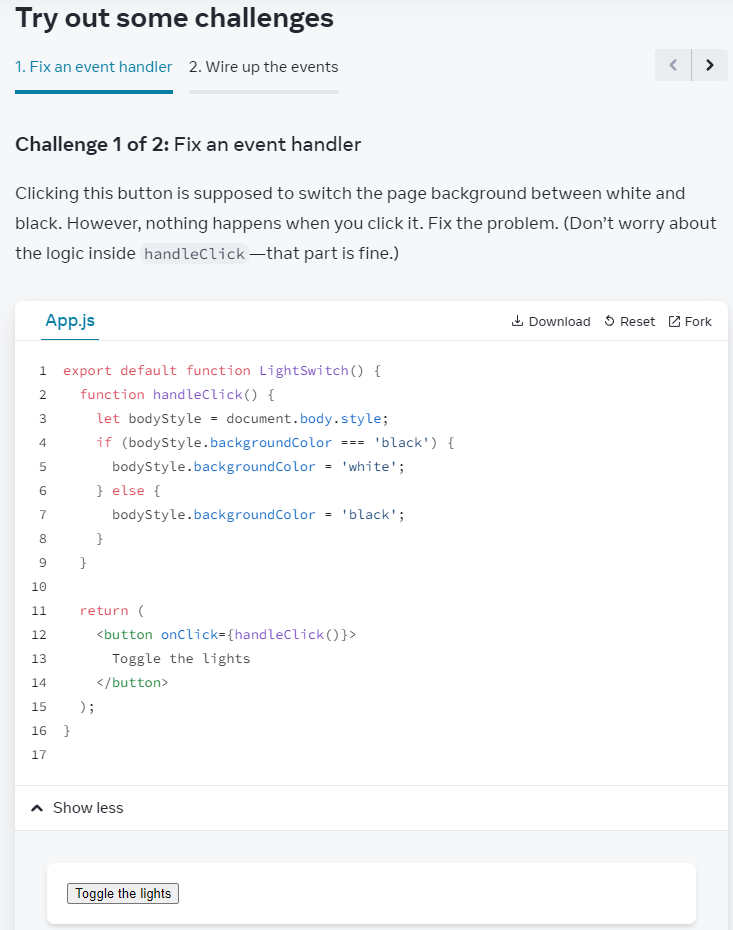 Try out some challenges
1. Fix an event handler 2. Wire up the events
Challenge 1 of 2: Fix an event handler
Clicking this button is supposed to switch the page background between white and
black. However, nothing happens when you click it. Fix the problem. (Don’t worry about
the logic inside handleClick—that part is fine.)
App.js Download Reset Fork
1 export default function LightSwitch() {
2   function handleClick() {
3     let bodyStyle = document.body.style;
4     if (bodyStyle.backgroundColor === 'black') {
5       bodyStyle.backgroundColor = 'white';
6     } else {
7       bodyStyle.backgroundColor = 'black';
8     }
9   }
10
11   return (
12     <button onClick={handleClick()}>
13       Toggle the lights
14     </button>
15   );
16 }
17
Show less
Toggle the lights